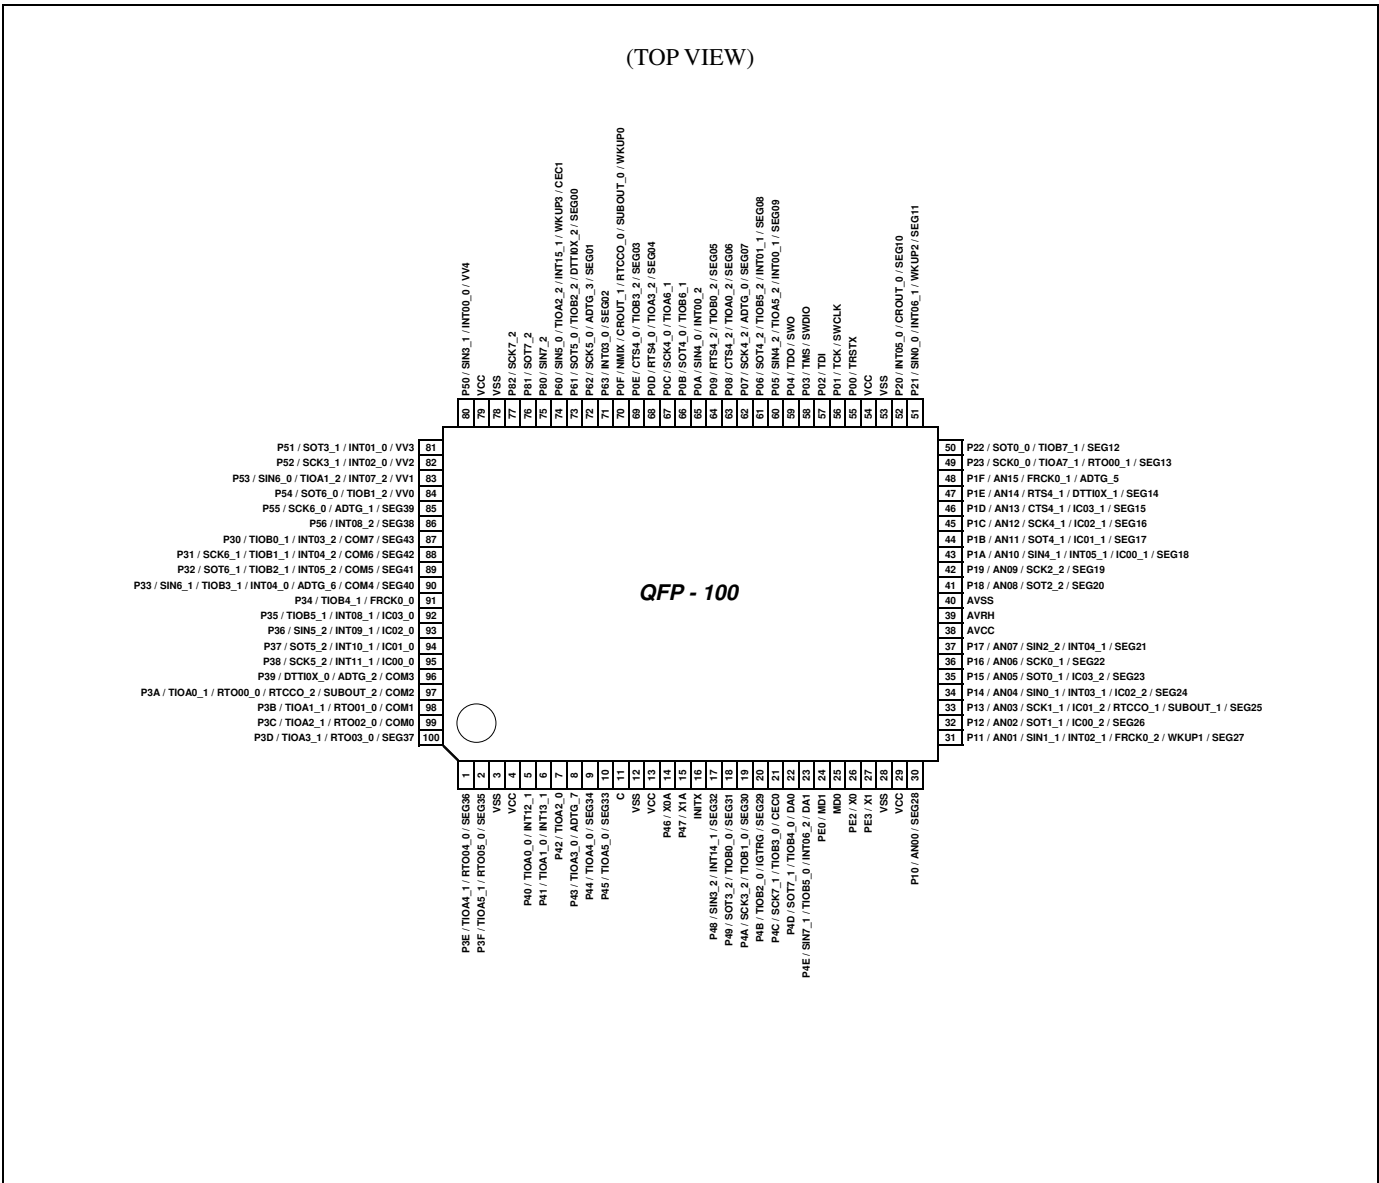 (TOP VIEW)
P50 / SIN3_1 / INT00_0 / VV4
VCC
VSS
P82 / SCK7_2
P81 / SOT7_2
P80 / SIN7_2
P60 / SIN5_0 / TIOA2_2 / INT15_1 / WKUP3 / CEC1
P61 / SOT5_0 / TIOB2_2 / DTTI0X_2 / SEG00
P62 / SCK5_0 / ADTG_3 / SEG01
P63 / INT03_0 / SEG02
P0F / NMIX / CROUT_1 / RTCCO_0 / SUBOUT_0 / WKUP0
P0E / CTS4_0 / TIOB3_2 / SEG03
P0D / RTS4_0 / TIOA3_2 / SEG04
P0C / SCK4_0 / TIOA6_1
P0B / SOT4_0 / TIOB6_1
P0A / SIN4_0 / INT00_2
P09 / RTS4_2 / TIOB0_2 / SEG05
P08 / CTS4_2 / TIOA0_2 / SEG06
P07 / SCK4_2 / ADTG_0 / SEG07
P06 / SOT4_2 / TIOB5_2 / INT01_1 / SEG08
P05 / SIN4_2 / TIOA5_2 / INT00_1 / SEG09
P04 / TDO / SWO
P03 / TMS / SWDIO
P02 / TDI
P01 / TCK / SWCLK
P00 / TRSTX
VCC
VSS
P20 / INT05_0 / CROUT_0 / SEG10
P21 / SIN0_0 / INT06_1 / WKUP2 / SEG11
80 79 78 77 76 75 74 73 72 71 70 69 68 67 66 65 64 63 62 61 60 59 58 57 56 55 54 53 52 51
P51 / SOT3_1 / INT01_0 / VV3 81
P52 / SCK3_1 / INT02_0 / VV2 82
P53 / SIN6_0 / TIOA1_2 / INT07_2 / VV1 83
P54 / SOT6_0 / TIOB1_2 / VV0 84
P55 / SCK6_0 / ADTG_1 / SEG39 85
P56 / INT08_2 / SEG38 86
P30 / TIOB0_1 / INT03_2 / COM7 / SEG43 87
P31 / SCK6_1 / TIOB1_1 / INT04_2 / COM6 / SEG42 88
P32 / SOT6_1 / TIOB2_1 / INT05_2 / COM5 / SEG41 89
P33 / SIN6_1 / TIOB3_1 / INT04_0 / ADTG_6 / COM4 / SEG40 90
P34 / TIOB4_1 / FRCK0_0 91
P35 / TIOB5_1 / INT08_1 / IC03_0 92
P36 / SIN5_2 / INT09_1 / IC02_0 93
P37 / SOT5_2 / INT10_1 / IC01_0 94
P38 / SCK5_2 / INT11_1 / IC00_0 95
P39 / DTTI0X_0 / ADTG_2 / COM3 96
P3A / TIOA0_1 / RTO00_0 / RTCCO_2 / SUBOUT_2 / COM2 97
P3B / TIOA1_1 / RTO01_0 / COM1 98
P3C / TIOA2_1 / RTO02_0 / COM0 99
P3D / TIOA3_1 / RTO03_0 / SEG37 100
QFP - 100
50 P22 / SOT0_0 / TIOB7_1 / SEG12
49 P23 / SCK0_0 / TIOA7_1 / RTO00_1 / SEG13
48 P1F / AN15 / FRCK0_1 / ADTG_5
47 P1E / AN14 / RTS4_1 / DTTI0X_1 / SEG14
46 P1D / AN13 / CTS4_1 / IC03_1 / SEG15
45 P1C / AN12 / SCK4_1 / IC02_1 / SEG16
44 P1B / AN11 / SOT4_1 / IC01_1 / SEG17
43 P1A / AN10 / SIN4_1 / INT05_1 / IC00_1 / SEG18
42 P19 / AN09 / SCK2_2 / SEG19
41 P18 / AN08 / SOT2_2 / SEG20
40 AVSS
39 AVRH
38 AVCC
37 P17 / AN07 / SIN2_2 / INT04_1 / SEG21
36 P16 / AN06 / SCK0_1 / SEG22
35 P15 / AN05 / SOT0_1 / IC03_2 / SEG23
34 P14 / AN04 / SIN0_1 / INT03_1 / IC02_2 / SEG24
33 P13 / AN03 / SCK1_1 / IC01_2 / RTCCO_1 / SUBOUT_1 / SEG25
32 P12 / AN02 / SOT1_1 / IC00_2 / SEG26
31 P11 / AN01 / SIN1_1 / INT02_1 / FRCK0_2 / WKUP1 / SEG27
1 2 3 4 5 6 7 8 9 10 11 12 13 14 15 16 17 18 19 20 21 22 23 24 25 26 27 28 29 30
P3E / TIOA4_1 / RTO04_0 / SEG36
P3F / TIOA5_1 / RTO05_0 / SEG35
VSS
VCC
P40 / TIOA0_0 / INT12_1
P41 / TIOA1_0 / INT13_1
P42 / TIOA2_0
P43 / TIOA3_0 / ADTG_7
P44 / TIOA4_0 / SEG34
P45 / TIOA5_0 / SEG33
C
VSS
VCC
P46 / X0A
P47 / X1A
INITX
P48 / SIN3_2 / INT14_1 / SEG32
P49 / SOT3_2 / TIOB0_0 / SEG31
P4A / SCK3_2 / TIOB1_0 / SEG30
P4B / TIOB2_0 / IGTRG / SEG29
P4C / SCK7_1 / TIOB3_0 / CEC0
P4D / SOT7_1 / TIOB4_0 / DA0
P4E / SIN7_1 / TIOB5_0 / INT06_2 / DA1
PE0 / MD1
MD0
PE2 / X0
PE3 / X1
VSS
VCC
P10 / AN00 / SEG28